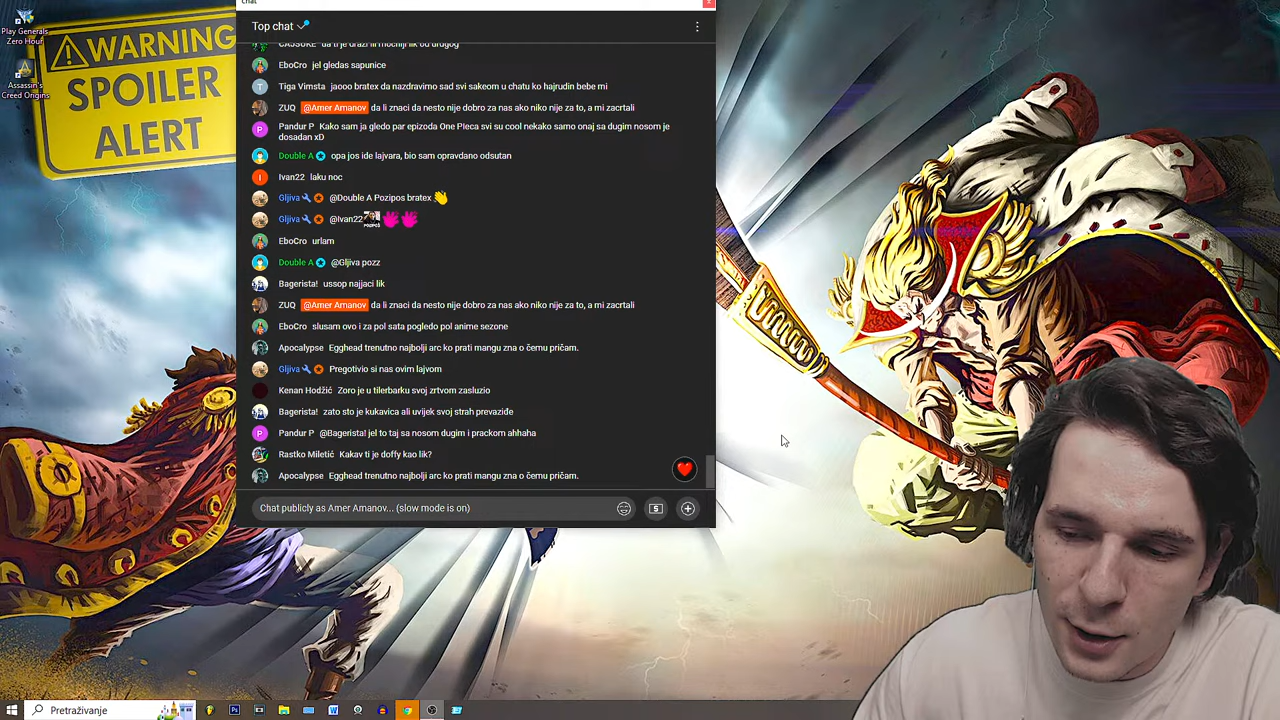 Play Generals
Zero Hour
Assassin's
Creed Origins
WARNING
SPOILER
ALERT
Top chat
EboCro jel gledas sapunice
Tiga Vimsta jaooo bratex da nazdravimo sad svi sakeom u chatu ko hajrudin bebe mi
ZUQ @Amer Amanov da li znaci da nesto nije dobro za nas ako niko nije za to, a mi zacrtali
Pandur P Kako sam ja gledo par epizoda One PIeca svi su cool nekako samo onaj sa dugim nosom je
dosadan xD
Double A opa jos ide lajvara, bio sam opravdano odsutan
Ivan22 laku noc
Gljiva @Double A Pozipos bratex
Gljiva @Ivan22
EboCro urlam
Double A @Gljiva pozz
Bagerista! ussop najjaci lik
ZUQ @Amer Amanov da li znaci da nesto nije dobro za nas ako niko nije za to, a mi zacrtali
EboCro slusam ovo i za pol sata pogledo pol anime sezone
Apocalypse Egghead trenutno najbolji arc ko prati mangu zna o čemu pričam.
Gljiva Pregotivio si nas ovim lajvom
Kenan Hodžić Zoro je u tilerbarku svoj zrtvom zasluzio
Bagerista! zato sto je kukavica ali uvijek svoj strah prevaziđe
Pandur P @Bagerista! jel to taj sa nosom dugim i prackom ahhaha
Rastko Miletić Kakav ti je doffy kao lik?
Apocalypse Egghead trenutno najbolji arc ko prati mangu zna o čemu pričam.
Chat publicly as Amer Amanov... (slow mode is on)
Pretraživanje